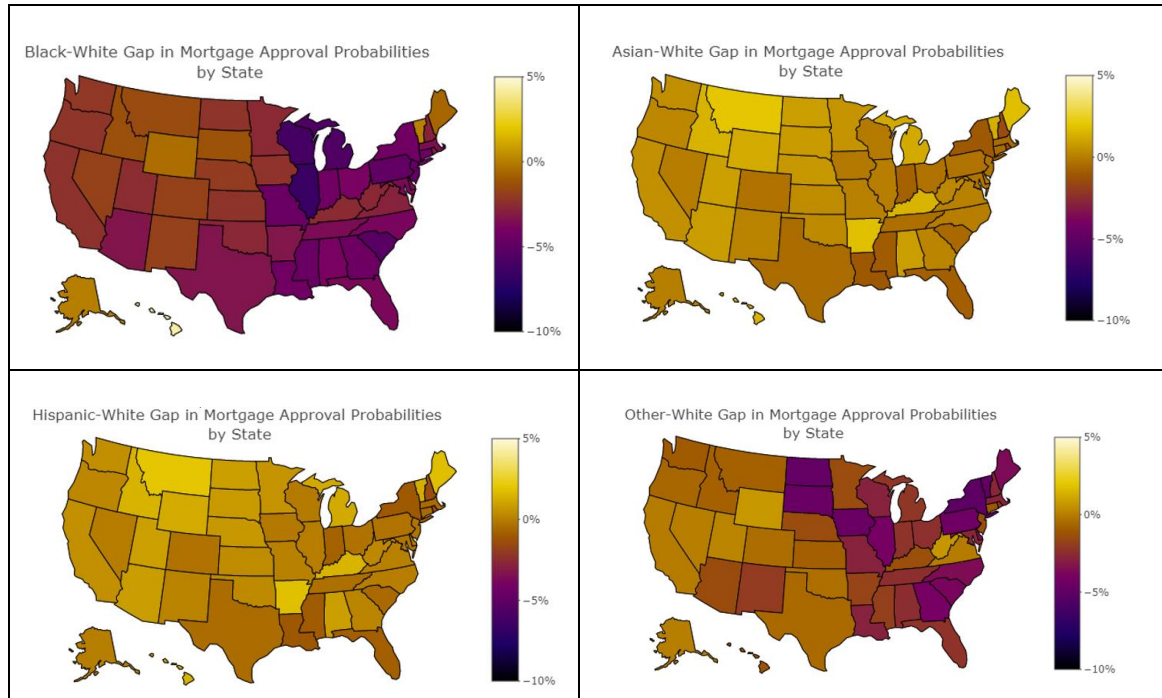 Black-White Gap in Mortgage Approval Probabilities
by State
5%
0%
−5%
−10%
Asian-White Gap in Mortgage Approval Probabilities
by State
5%
0%
−5%
−10%
Hispanic-White Gap in Mortgage Approval Probabilities
by State
5%
0%
−5%
−10%
Other-White Gap in Mortgage Approval Probabilities
by State
5%
0%
−5%
−10%